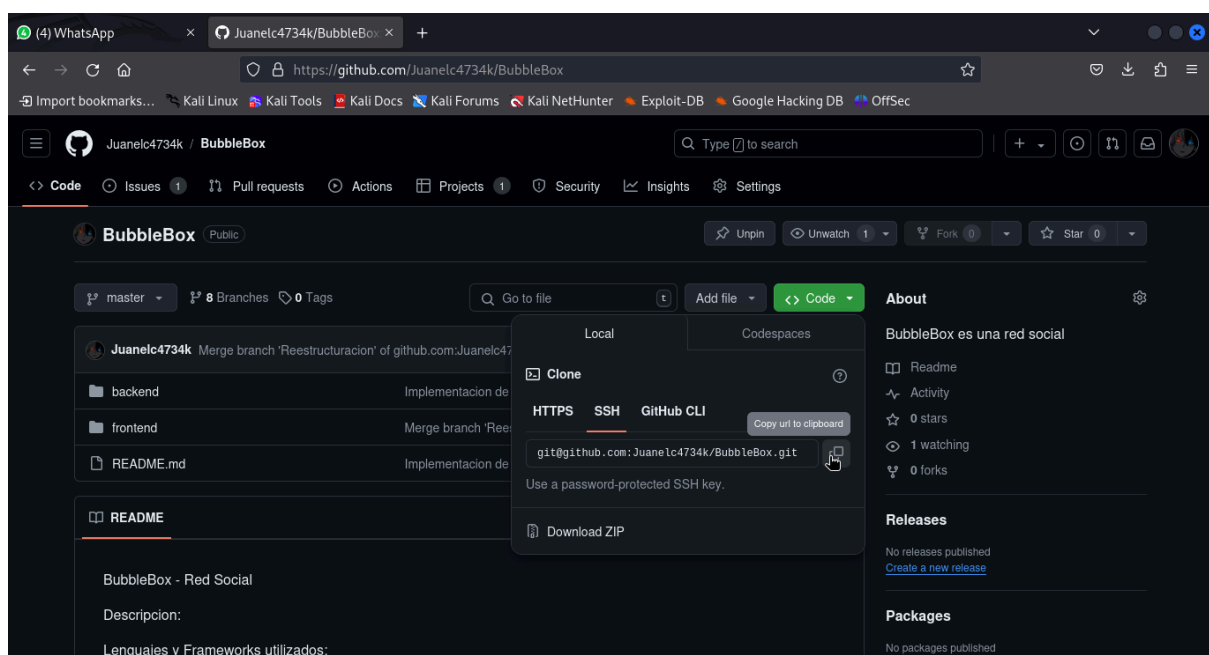 (4) WhatsApp Juanelc4734k/BubbleBox
https://github.com/Juanelc4734k/BubbleBox
Import bookmarks... Kali Linux Kali Tools Kali Docs Kali Forums Kali NetHunter Exploit-DB Google Hacking DB OffSec
Juanelc4734k / BubbleBox Type / to search
Code Issues 1 Pull requests Actions Projects 1 Security Insights Settings
BubbleBox Public Unpin Unwatch 1 Fork 0 Star 0
master 8 Branches 0 Tags Go to file t Add file Code
About
Juanelc4734k Merge branch 'Reestructuracion' of github.com:Juanelc47
Local Codespaces
BubbleBox es una red social
backend Implementacion de
Clone
Readme
Activity
frontend Merge branch 'Rees
HTTPS SSH GitHub CLI
Copy url to clipboard
0 stars
git@github.com:Juanelc4734k/BubbleBox.git
1 watching
README.md Implementacion de
0 forks
Use a password-protected SSH key.
README
Releases
Download ZIP
No releases published
Create a new release
BubbleBox - Red Social
Descripcion:
Packages
Lenguajes y Frameworks utilizados:
No packages published